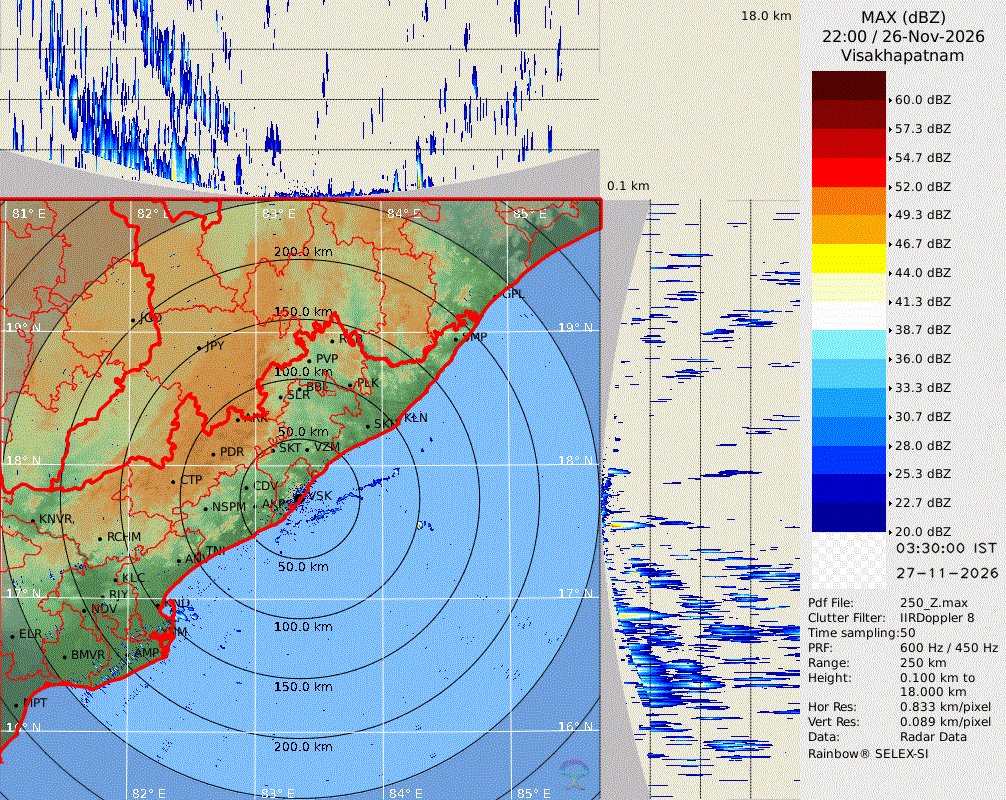 18.0 km
MAX (dBZ)
22:00 / 26-Nov-2026
Visakhapatnam
60.0 dBZ
57.3 dBZ
54.7 dBZ
52.0 dBZ
49.3 dBZ
46.7 dBZ
44.0 dBZ
41.3 dBZ
38.7 dBZ
36.0 dBZ
33.3 dBZ
30.7 dBZ
28.0 dBZ
25.3 dBZ
22.7 dBZ
20.0 dBZ
03:30:00 IST
27-11-2026
Pdf File: 250_Z.max
Clutter Filter: IIRDoppler 8
Time sampling:50
PRF: 600 Hz / 450 Hz
Range: 250 km
Height: 0.100 km to
18.000 km
Hor Res: 0.833 km/pixel
Vert Res: 0.089 km/pixel
Data: Radar Data
Rainbow® SELEX-SI
0.1 km
81° E 82° E 83° E 84° E 85° E
200.0 km
GPL
150.0 km
19° N 19° N
SMP
JPY
PVP
100.0 km
PLK
SLR
KLN
50.0 km
SKT VZM
PDR
18° N 18° N
CTP
CDV
VSK
NSPM
KNVR
RCHM
TNI
50.0 km
KLC
RJY
17° N 17° N
NDV
100.0 km
ELR
BMVR
AMP
150.0 km
MPT
16° N 16° N
200.0 km
82° E 83° E 84° E 85° E